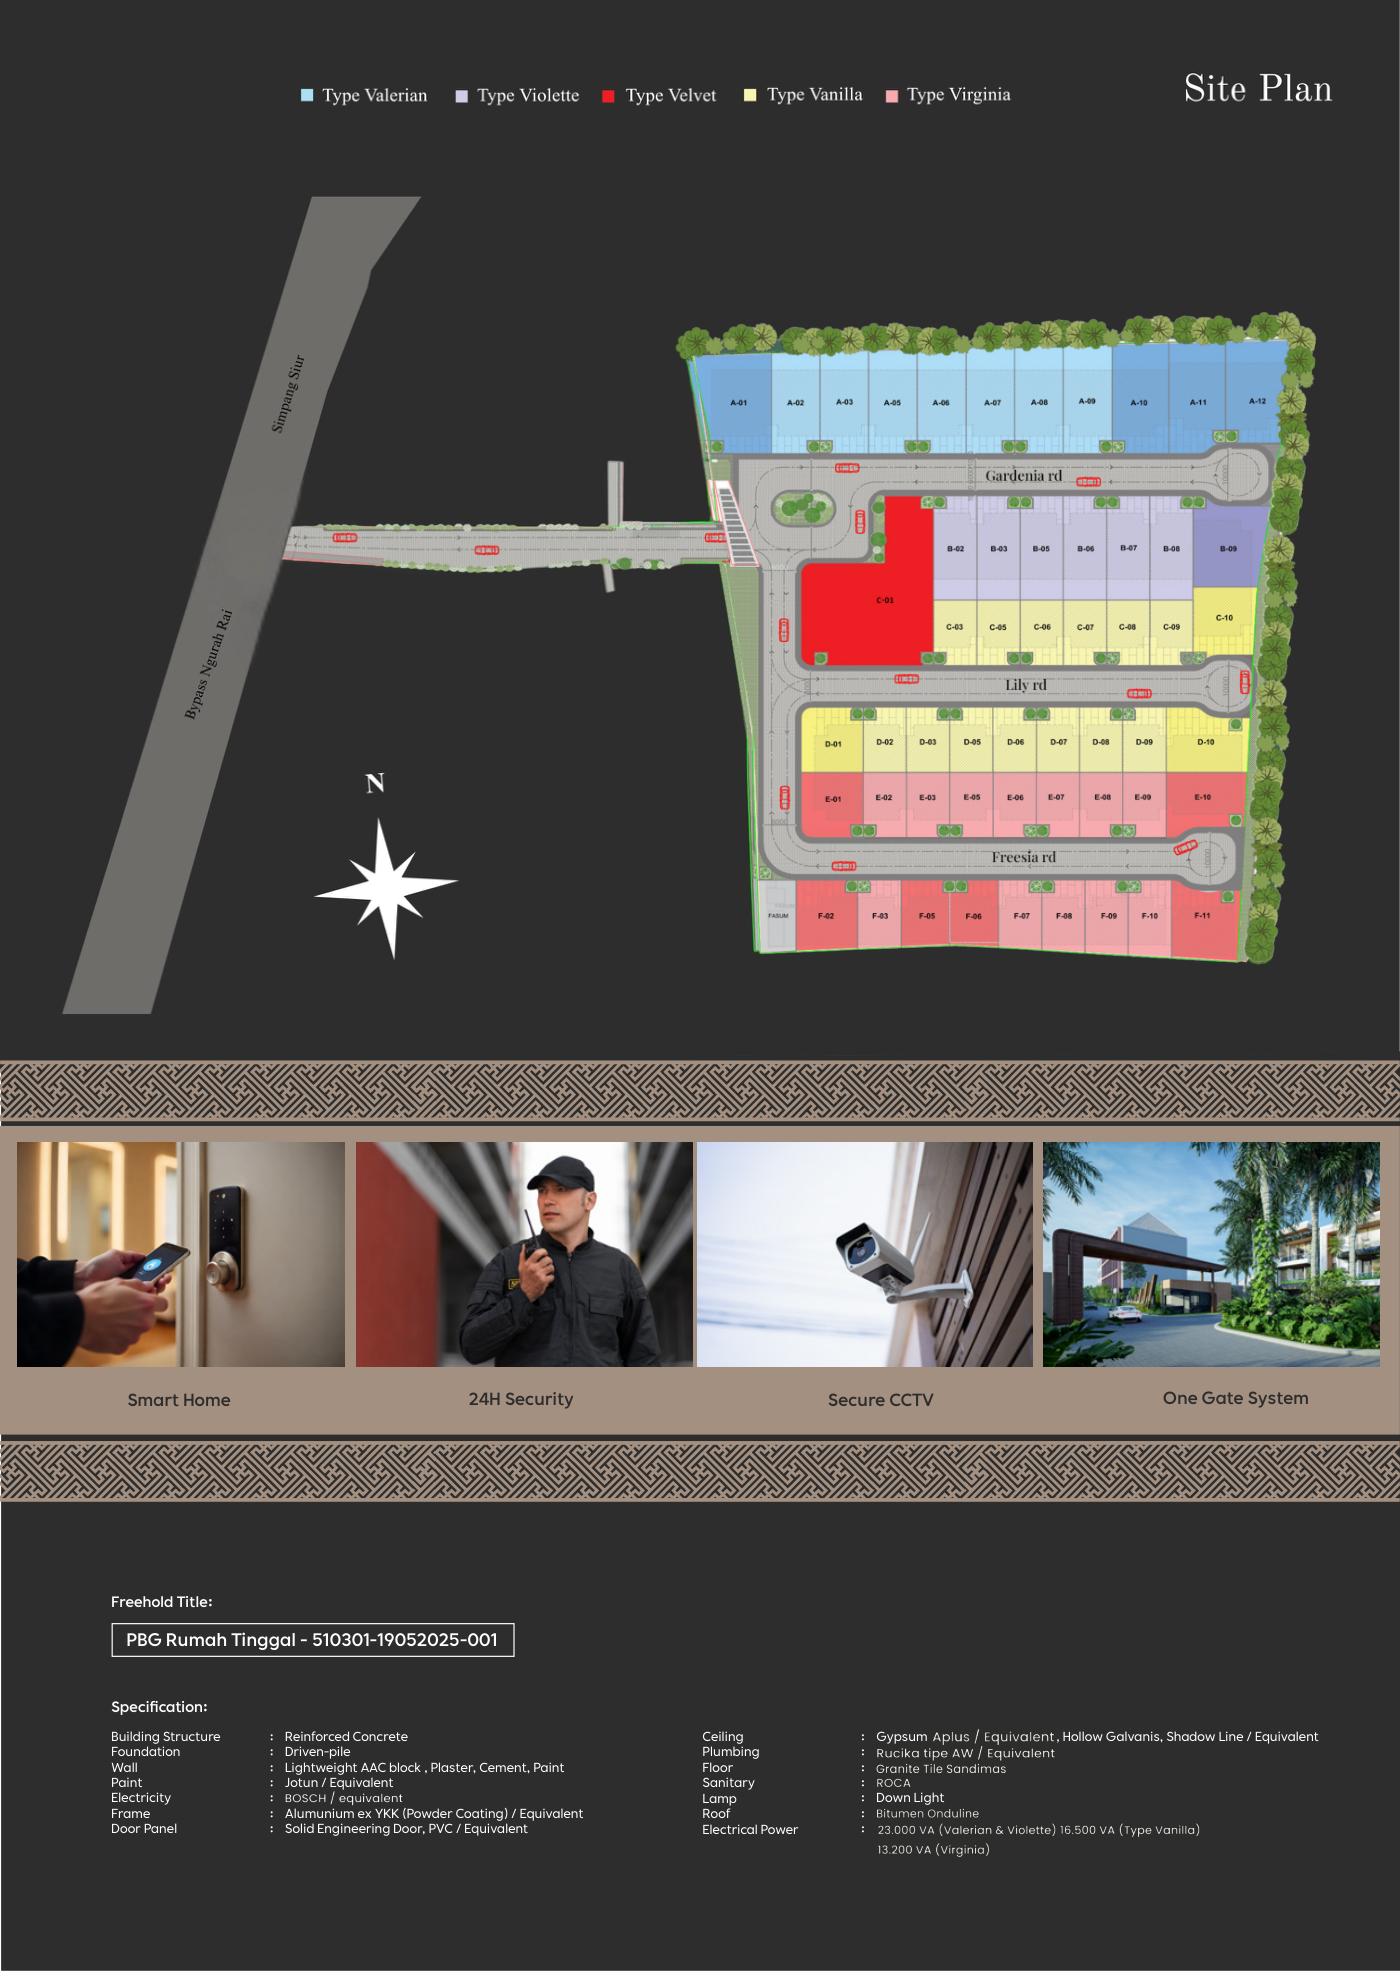 Site Plan
Type Valerian
Type Violette
Type Velvet
Type Vanilla
Type Virginia
Simpang Siur
Bypass Ngurah Rai
N
A-01
A-02
A-03
A-05
A-06
A-07
A-08
A-09
A-10
A-11
A-12
Gardenia rd
B-02
B-03
B-05
B-06
B-07
B-08
B-09
C-01
C-03
C-05
C-06
C-07
C-08
C-09
C-10
Lily rd
D-01
D-02
D-03
D-05
D-06
D-07
D-08
D-09
D-10
E-01
E-02
E-03
E-05
E-06
E-07
E-08
E-09
E-10
Freesia rd
FASUM
F-02
F-03
F-05
F-06
F-07
F-08
F-09
F-10
F-11
Smart Home
24H Security
Secure CCTV
One Gate System
Freehold Title:
PBG Rumah Tinggal - 510301-19052025-001
Specification:
Building Structure : Reinforced Concrete
Foundation : Driven-pile
Wall : Lightweight AAC block , Plaster, Cement, Paint
Paint : Jotun / Equivalent
Electricity : BOSCH / equivalent
Frame : Alumunium ex YKK (Powder Coating) / Equivalent
Door Panel : Solid Engineering Door, PVC / Equivalent
Ceiling : Gypsum Aplus / Equivalent, Hollow Galvanis, Shadow Line / Equivalent
Plumbing : Rucika tipe AW / Equivalent
Floor : Granite Tile Sandimas
Sanitary : ROCA
Lamp : Down Light
Roof : Bitumen Onduline
Electrical Power : 23.000 VA (Valerian & Violette) 16.500 VA (Type Vanilla)
13.200 VA (Virginia)